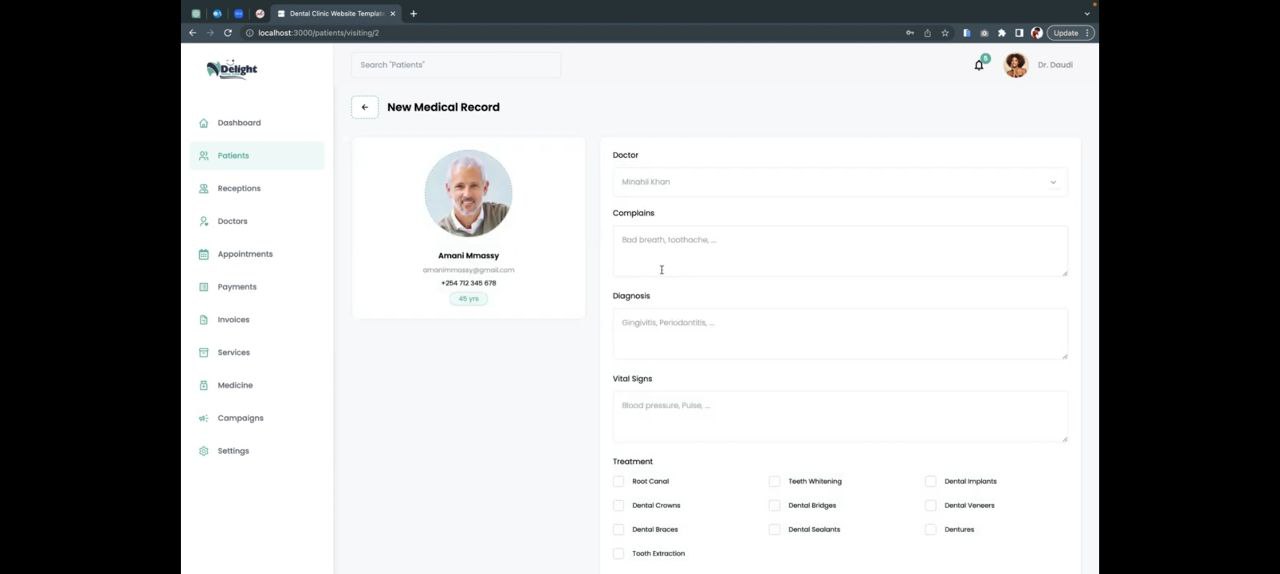 Dental Clinic Website Templat
localhost:3000/patients/visiting/2
Update
Delight
Search "Patients"
5
Dr. Daudi
New Medical Record
Dashboard
Patients
Receptions
Doctors
Appointments
Payments
Invoices
Services
Medicine
Campaigns
Settings
Amani Mmassy
amanimmassy@gmail.com
+254 712 345 678
45 yrs
Doctor
Minahil Khan
Complains
Bad breath, toothache, ...
Diagnosis
Gingivitis, Periodontitis, ...
Vital Signs
Blood pressure, Pulse, ...
Treatment
Root Canal Teeth Whitening Dental Implants
Dental Crowns Dental Bridges Dental Veneers
Dental Braces Dental Sealants Dentures
Tooth Extraction